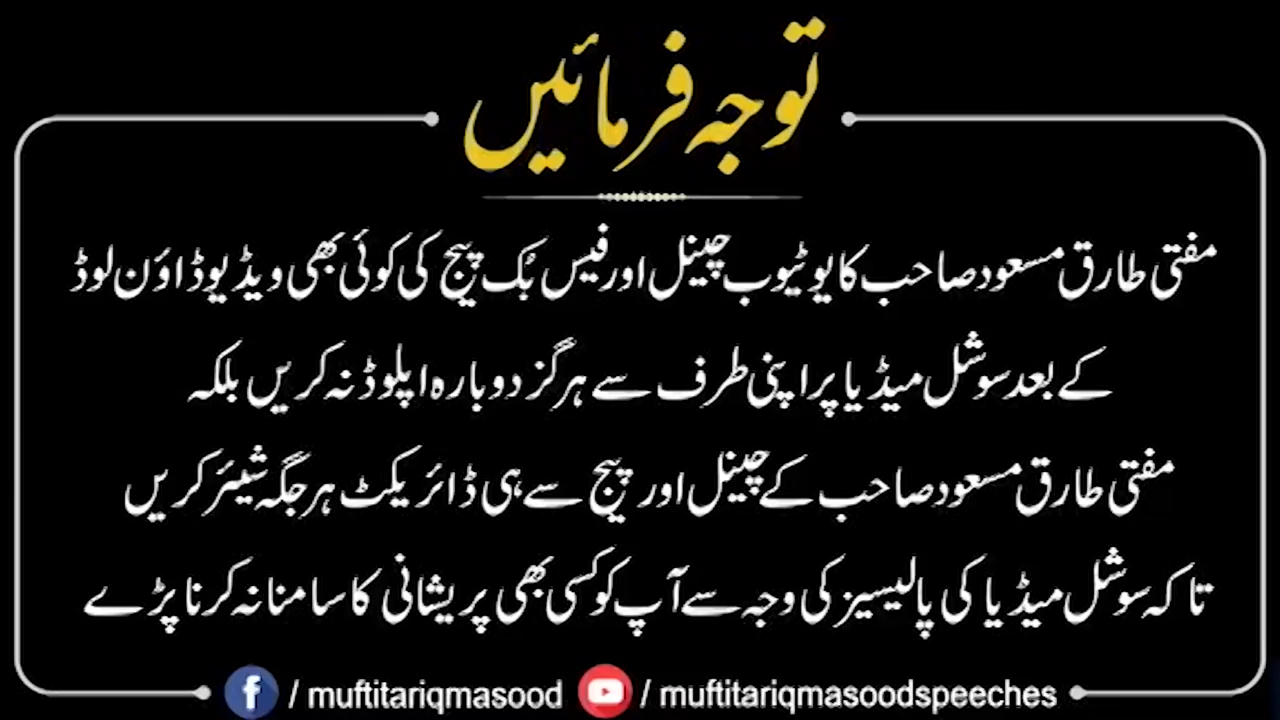 توجہ فرمائیں
مفتی طارق مسعود صاحب کا یوٹیوب چینل اور فیس بُک پیج کی کوئی بھی ویڈیو ڈاؤن لوڈ
کے بعد سوشل میڈیا پر اپنی طرف سے ہرگز دوبارہ اپلوڈ نہ کریں بلکہ
مفتی طارق مسعود صاحب کے چینل اور پیج سے ہی ڈائریکٹ ہر جگہ شیئر کریں
تاکہ سوشل میڈیا کی پالیسیز کی وجہ سے آپ کو کسی بھی پریشانی کا سامنا نہ کرنا پڑے
/ muftitariqmasood / muftitariqmasoodspeeches